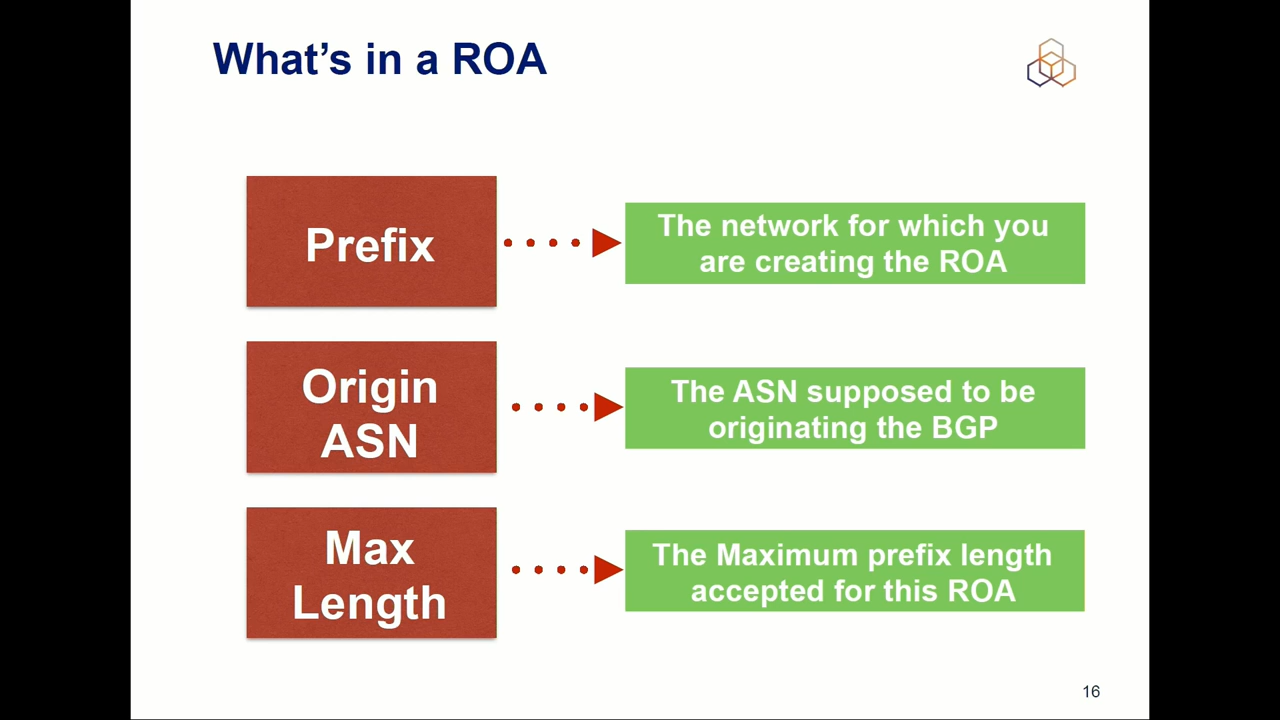 What's in a ROA
Prefix
The network for which you
are creating the ROA
Origin
ASN
The ASN supposed to be
originating the BGP
Max
Length
The Maximum prefix length
accepted for this ROA
16